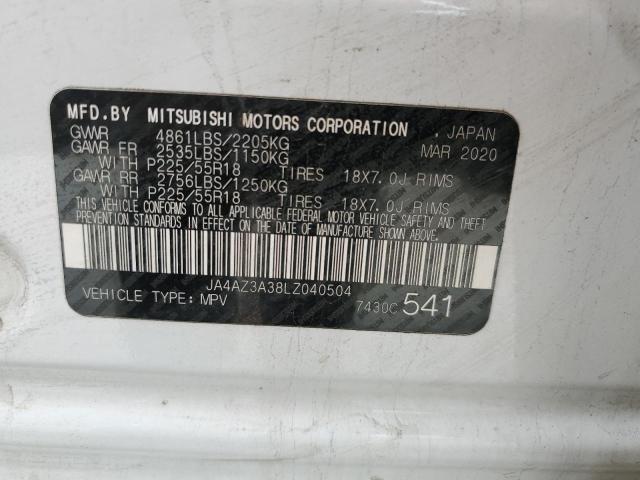 MFD.BY MITSUBISHI MOTORS CORPORATION , JAPAN
GVWR 4861LBS/2205KG MAR 2020
GAWR FR 2535LBS/1150KG
WITH P225/55R18 TIRES 18X7.0J RIMS
GAWR RR 2756LBS/1250KG
WITH P225/55R18 TIRES 18X7.0J RIMS
THIS VEHICLE CONFORMS TO ALL APPLICABLE FEDERAL MOTOR VEHICLE SAFETY AND THEFT
PREVENTION STANDARDS IN EFFECT ON THE DATE OF MANUFACTURE SHOWN ABOVE.
JA4AZ3A38LZ040504
VEHICLE TYPE: MPV 7430C 541